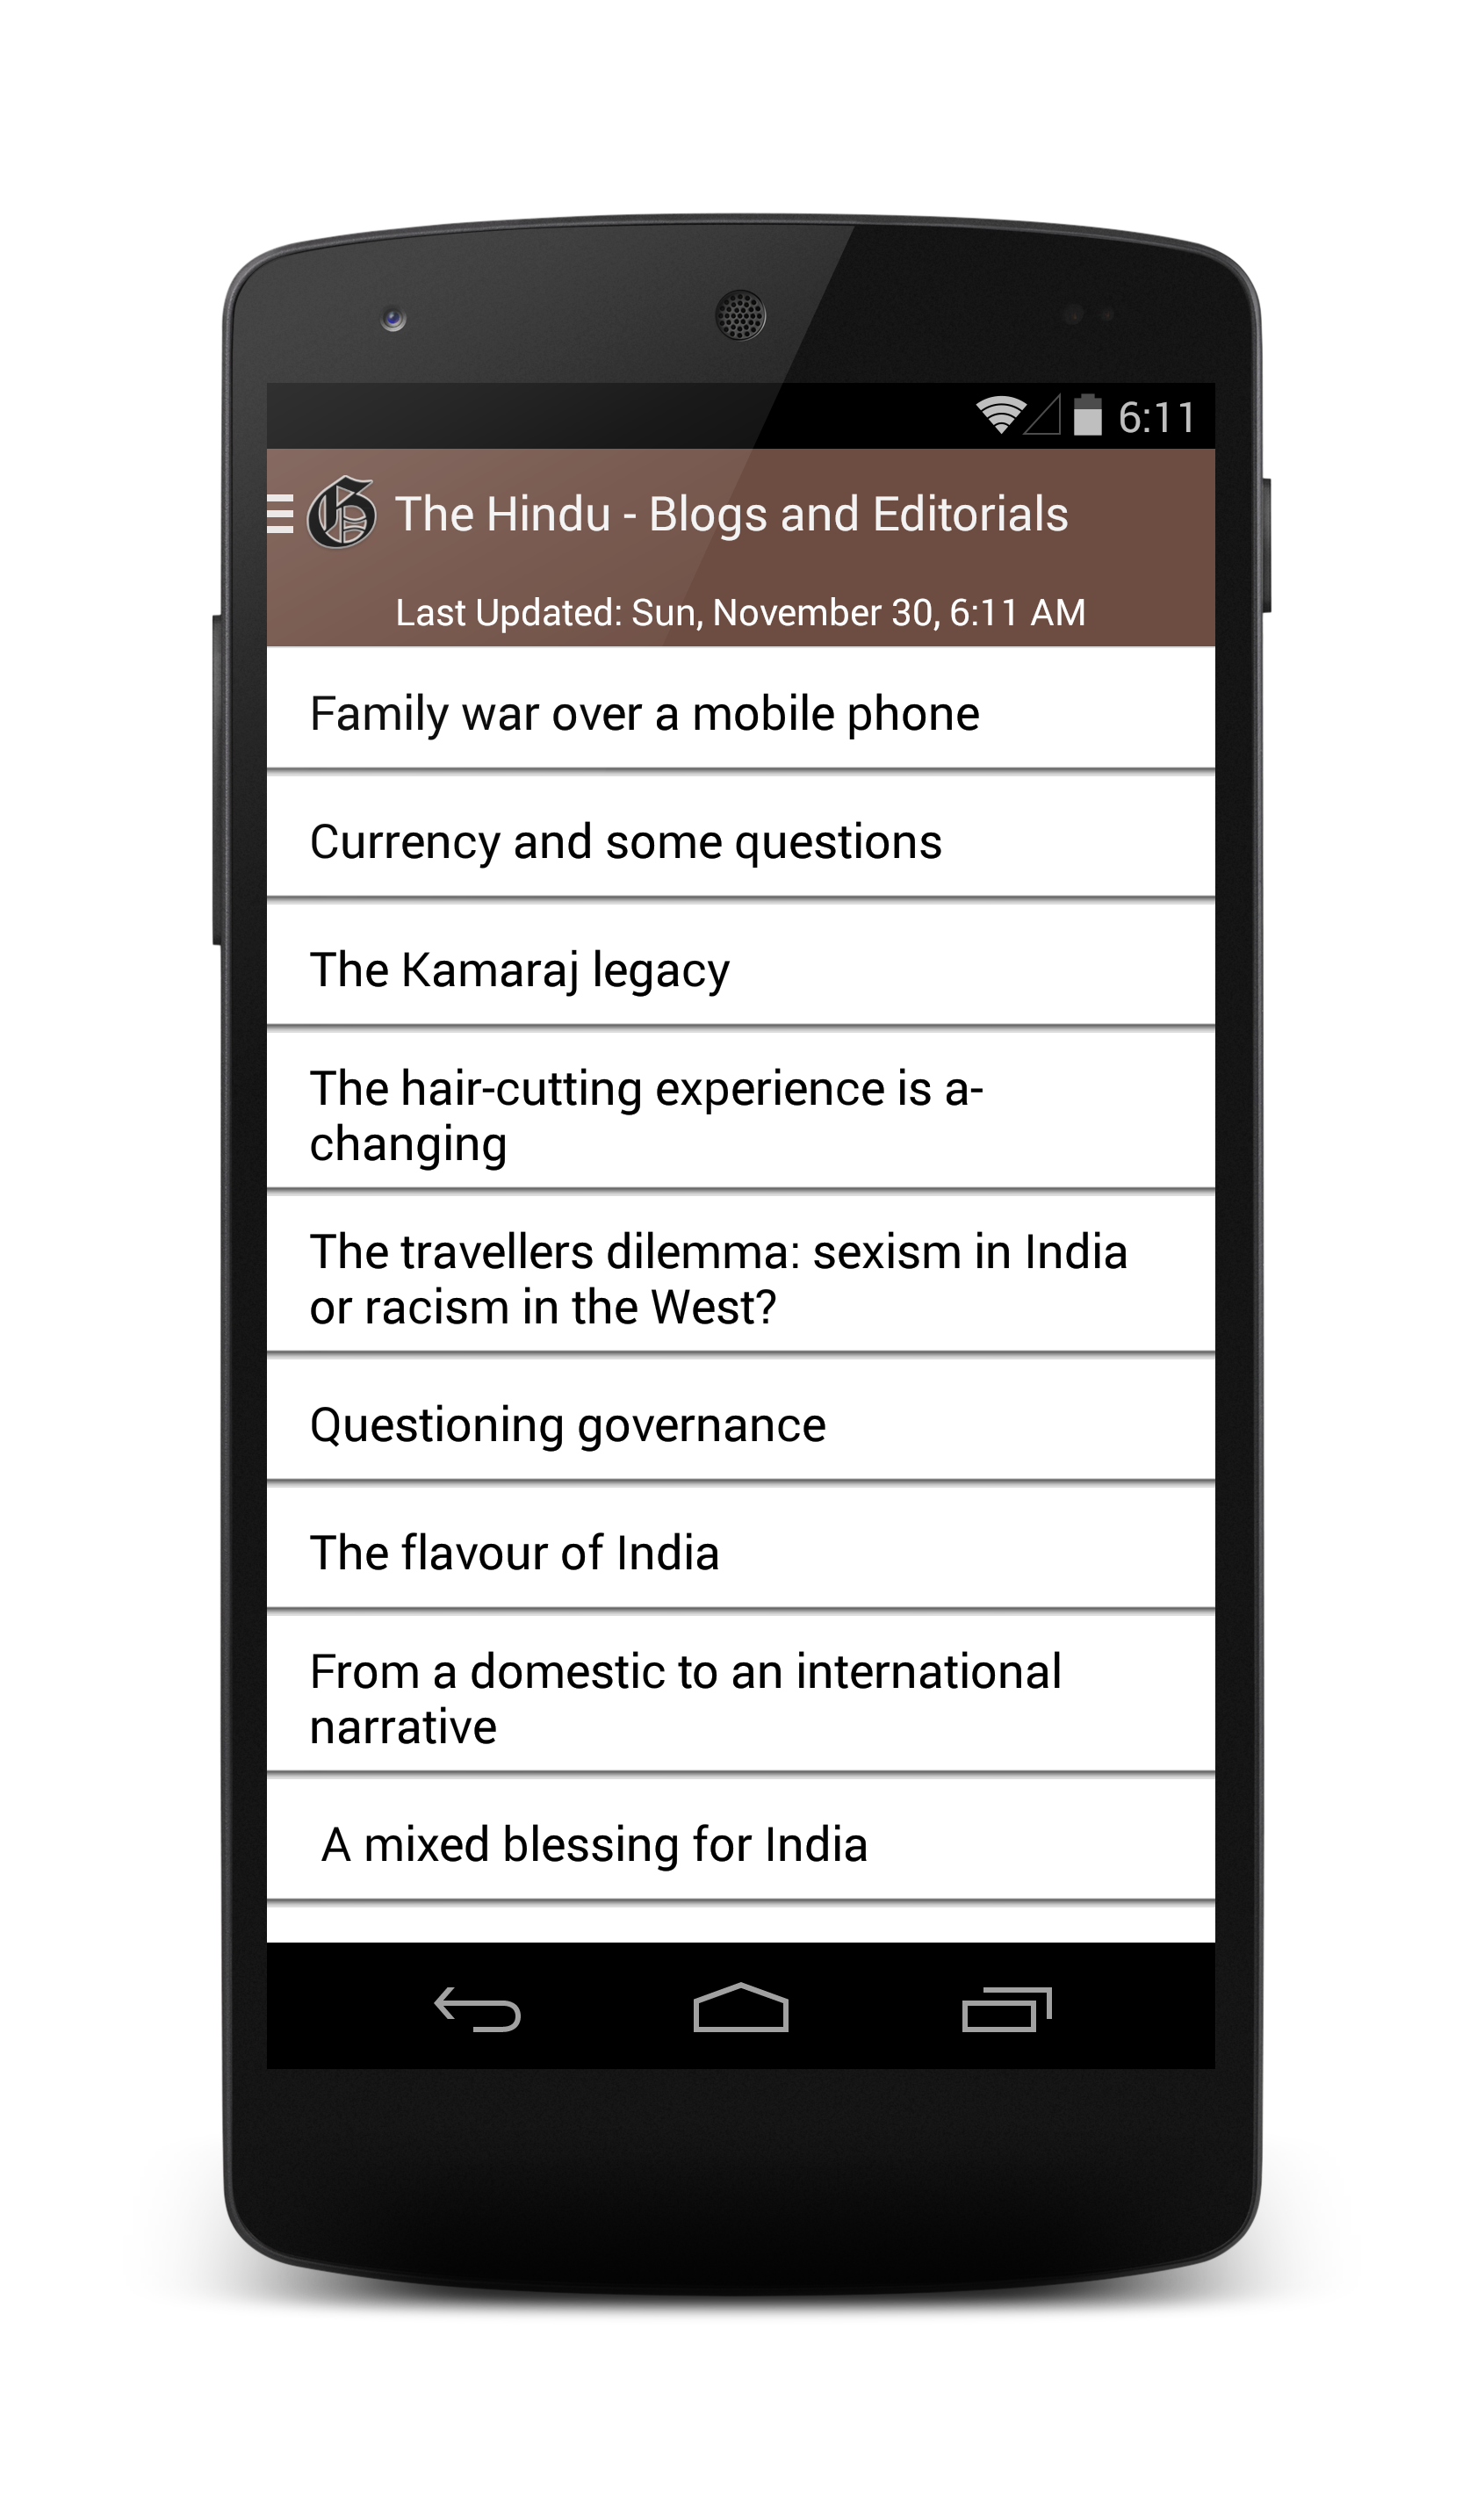 6:11
The Hindu - Blogs and Editorials
Last Updated: Sun, November 30, 6:11 AM
Family war over a mobile phone
Currency and some questions
The Kamaraj legacy
The hair-cutting experience is a-
changing
The travellers dilemma: sexism in India
or racism in the West?
Questioning governance
The flavour of India
From a domestic to an international
narrative
A mixed blessing for India